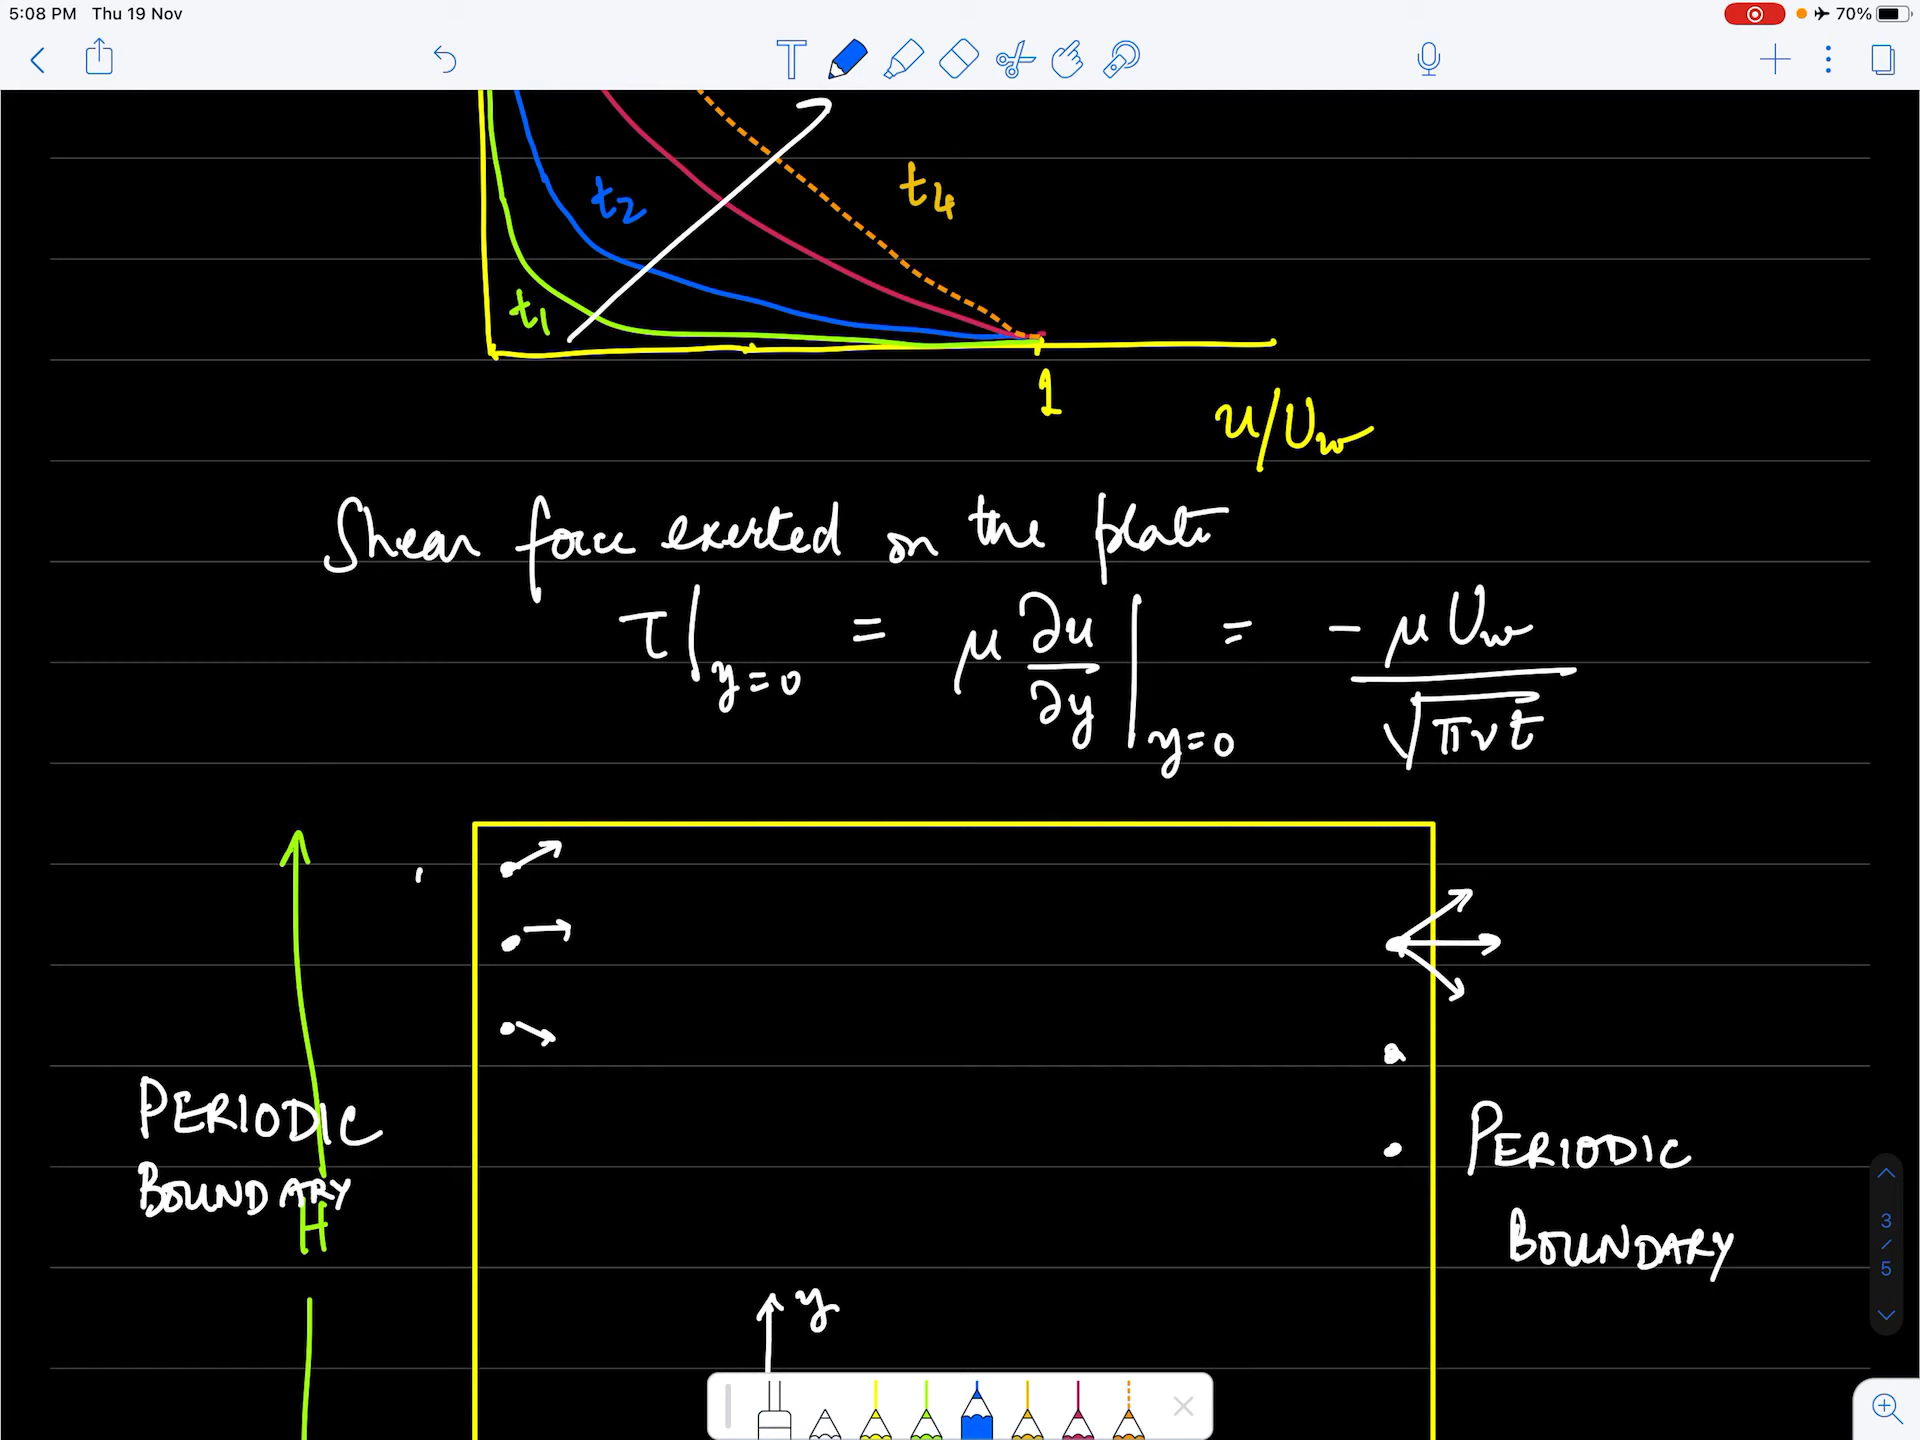 5:08 PM Thu 19 Nov
70%
t2
t4
t1
1
u/Uw
Shear force exerted on the plate
τ|y=0 = μ ∂u/∂y |y=0 = - μ Uw / √πνt
PERIODIC
BOUNDARY
H
PERIODIC
BOUNDARY
y
3
/
5